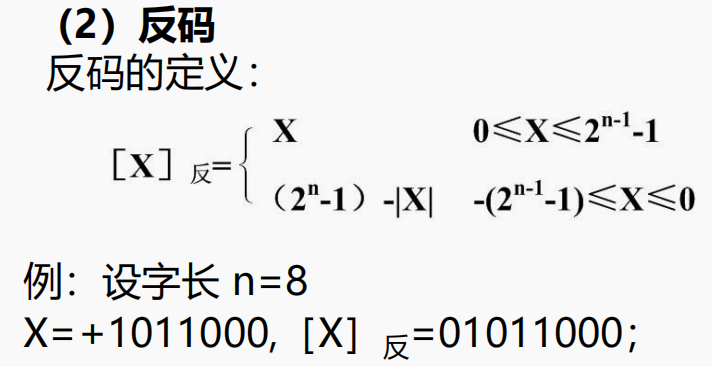 （2）反码
反码的定义：
X 0≤X≤2ⁿ⁻¹-1
［X］反={
（2ⁿ-1）-|X| -(2ⁿ⁻¹-1)≤X≤0
例：设字长 n=8
X=+1011000, [X] 反=01011000；